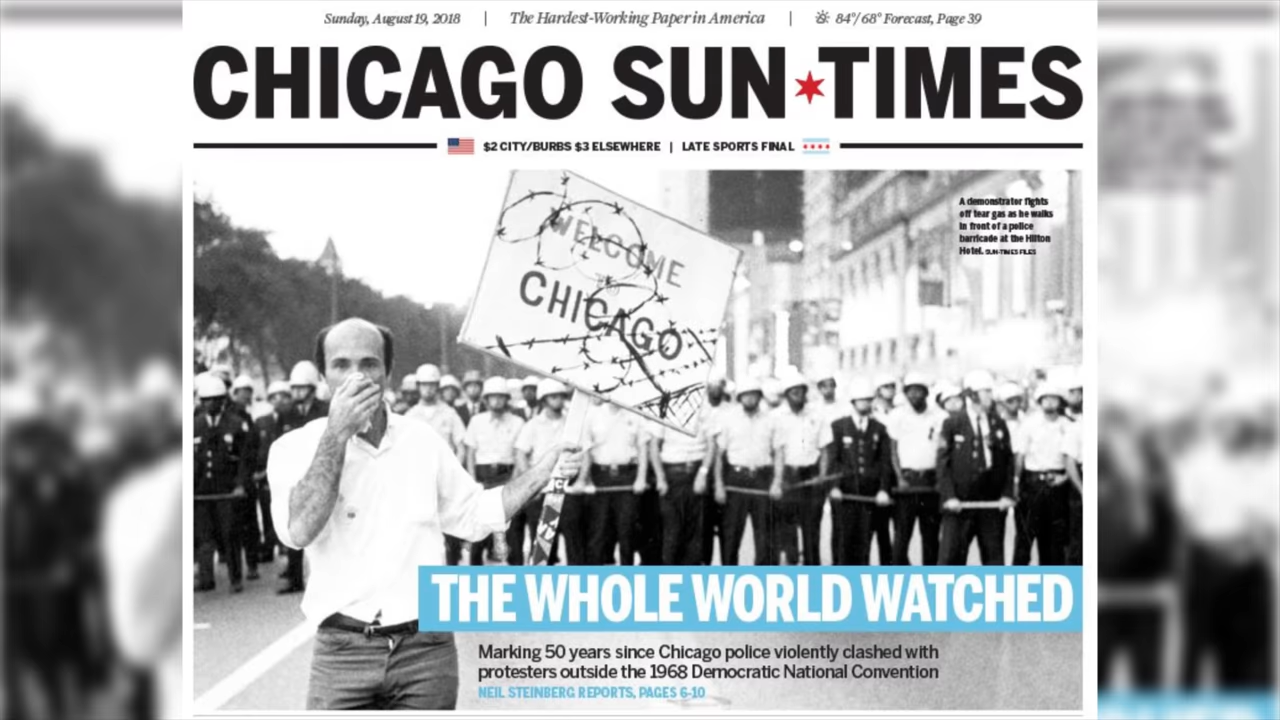 Sunday, August 19, 2018 | The Hardest-Working Paper in America | 84°/68° Forecast, Page 39
CHICAGO SUN★TIMES
$2 CITY/BURBS $3 ELSEWHERE | LATE SPORTS FINAL
A demonstrator fights
off tear gas as he walks
in front of a police
barricade at the Hilton
Hotel. SUN-TIMES FILES
WELCOME
TO
CHICAGO
THE WHOLE WORLD WATCHED
Marking 50 years since Chicago police violently clashed with
protesters outside the 1968 Democratic National Convention
NEIL STEINBERG REPORTS, PAGES 6-10